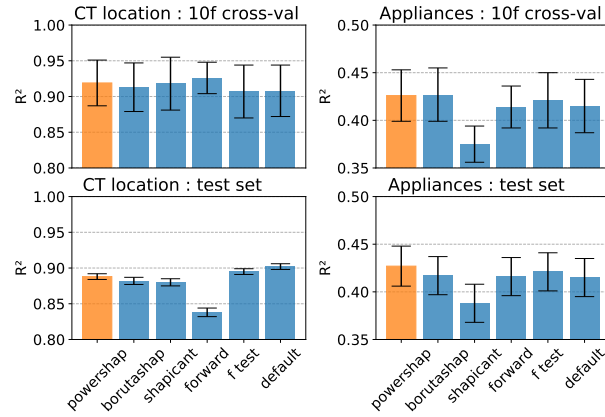 CT location : 10f cross-val
1.00
0.95
0.90
0.85
0.80
R²
Appliances : 10f cross-val
0.50
0.45
0.40
0.35
R²
CT location : test set
1.00
0.95
0.90
0.85
0.80
R²
powershap
borutashap
shapicant
forward
f test
default
Appliances : test set
0.50
0.45
0.40
0.35
R²
powershap
borutashap
shapicant
forward
f test
default